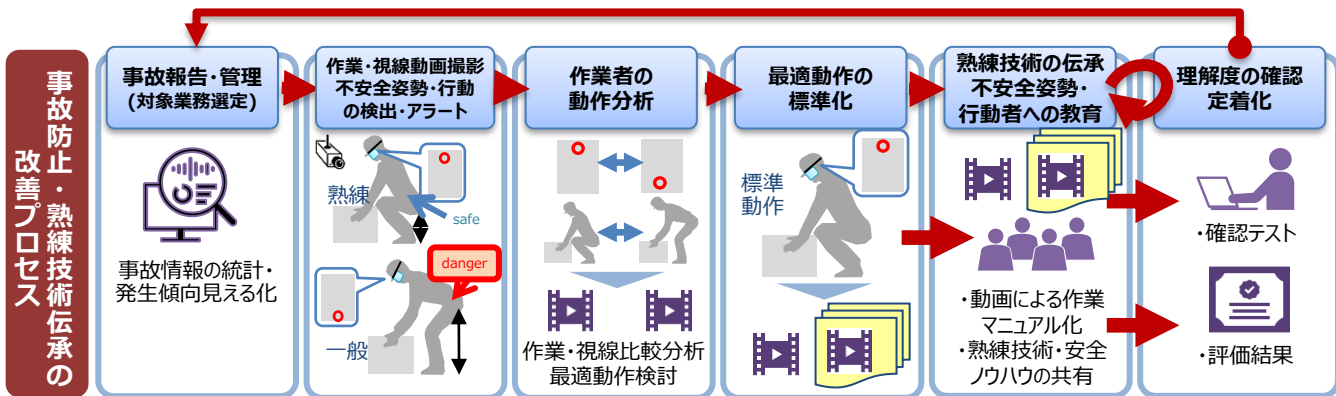 事故防止・熟練技術伝承の
改善プロセス
事故報告・管理
(対象業務選定)
事故情報の統計・
発生傾向見える化
作業・視線動画撮影
不安全姿勢・行動
の検出・アラート
熟練
safe
danger
一般
作業者の
動作分析
作業・視線比較分析
最適動作検討
最適動作の
標準化
標準
動作
熟練技術の伝承
不安全姿勢・
行動者への教育
・動画による作業
マニュアル化
・熟練技術・安全
ノウハウの共有
理解度の確認
定着化
・確認テスト
・評価結果